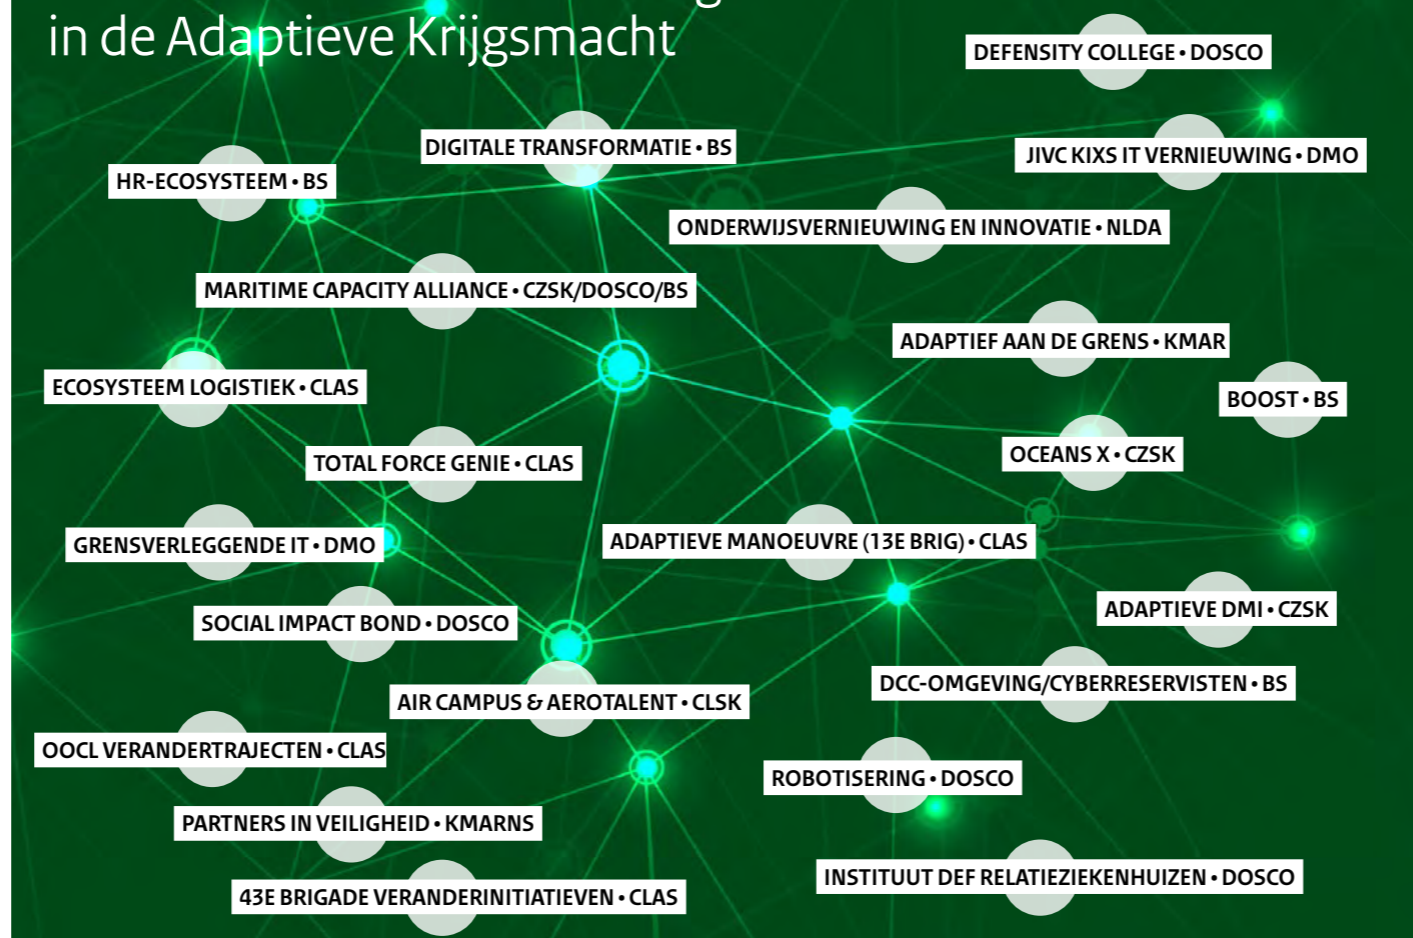 in de Adaptieve Krijgsmacht
DEFENSITY COLLEGE • DOSCO
DIGITALE TRANSFORMATIE • BS
JIVC KIXS IT VERNIEUWING • DMO
HR-ECOSYSTEEM • BS
ONDERWIJSVERNIEUWING EN INNOVATIE • NLDA
MARITIME CAPACITY ALLIANCE • CZSK/DOSCO/BS
ADAPTIEF AAN DE GRENS • KMAR
ECOSYSTEEM LOGISTIEK • CLAS
BOOST • BS
OCEANS X • CZSK
TOTAL FORCE GENIE • CLAS
GRENSVERLEGGENDE IT • DMO
ADAPTIEVE MANOEUVRE (13E BRIG) • CLAS
ADAPTIEVE DMI • CZSK
SOCIAL IMPACT BOND • DOSCO
DCC-OMGEVING/CYBERRESERVISTEN • BS
AIR CAMPUS & AEROTALENT • CLSK
OOCL VERANDERTRAJECTEN • CLAS
ROBOTISERING • DOSCO
PARTNERS IN VEILIGHEID • KMARNS
INSTITUUT DEF RELATIEZIEKENHUIZEN • DOSCO
43E BRIGADE VERANDERINITIATIEVEN • CLAS